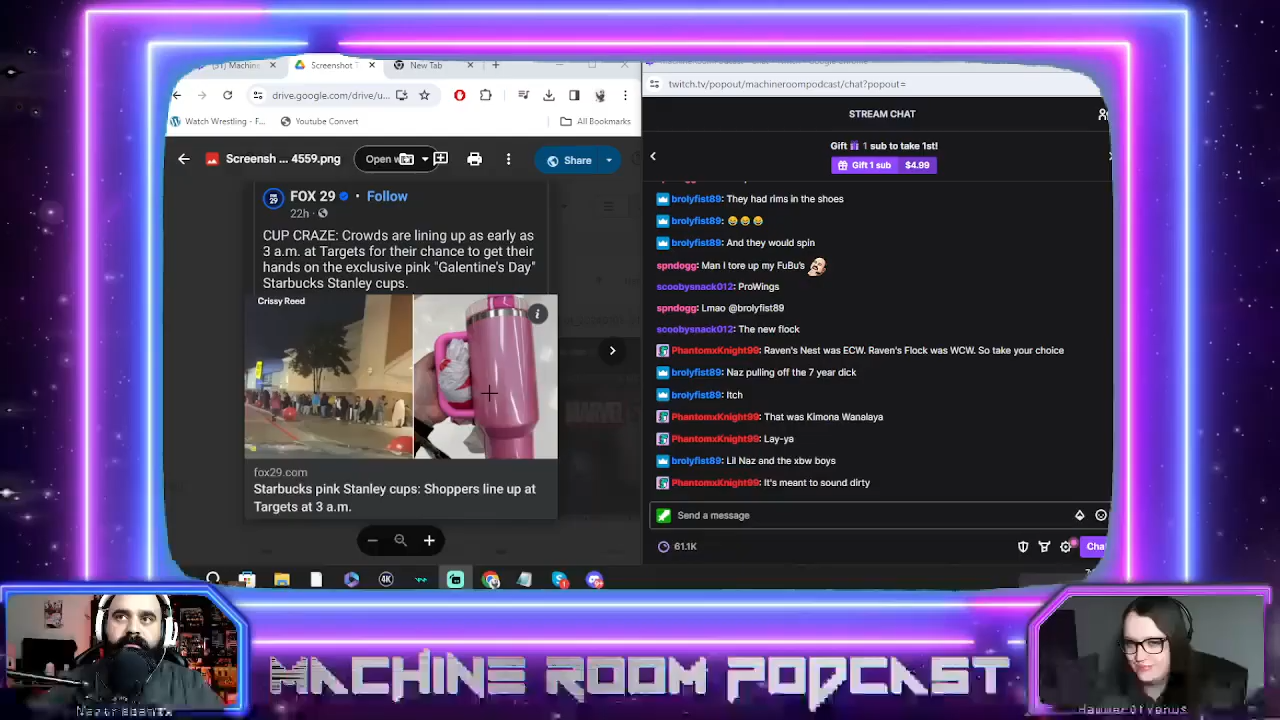 Machin
Screenshot
New Tab
drive.google.com/drive/u...
Watch Wrestling - F...
Youtube Convert
All Bookmarks
Screensh ... 4559.png
Open
Share
FOX 29 • Follow
22h
CUP CRAZE: Crowds are lining up as early as
3 a.m. at Targets for their chance to get their
hands on the exclusive pink "Galentine's Day"
Starbucks Stanley cups.
Crissy Reed
fox29.com
Starbucks pink Stanley cups: Shoppers line up at
Targets at 3 a.m.
twitch.tv/popout/machineroompodcast/chat?popout=
STREAM CHAT
Gift 1 sub to take 1st!
Gift 1 sub $4.99
brolyfist89: They had rims in the shoes
brolyfist89: 😆😆😆
brolyfist89: And they would spin
spndogg: Man I tore up my FuBu's
scoobysnack012: ProWings
spndogg: Lmao @brolyfist89
scoobysnack012: The new flock
PhantomxKnight99: Raven's Nest was ECW. Raven's Flock was WCW. So take your choice
brolyfist89: Naz pulling off the 7 year dick
brolyfist89: Itch
PhantomxKnight99: That was Kimona Wanalaya
PhantomxKnight99: Lay-ya
brolyfist89: Lil Naz and the xbw boys
PhantomxKnight99: It's meant to sound dirty
Send a message
61.1K
Cha
4K
MACHINE ROOM PODCAST